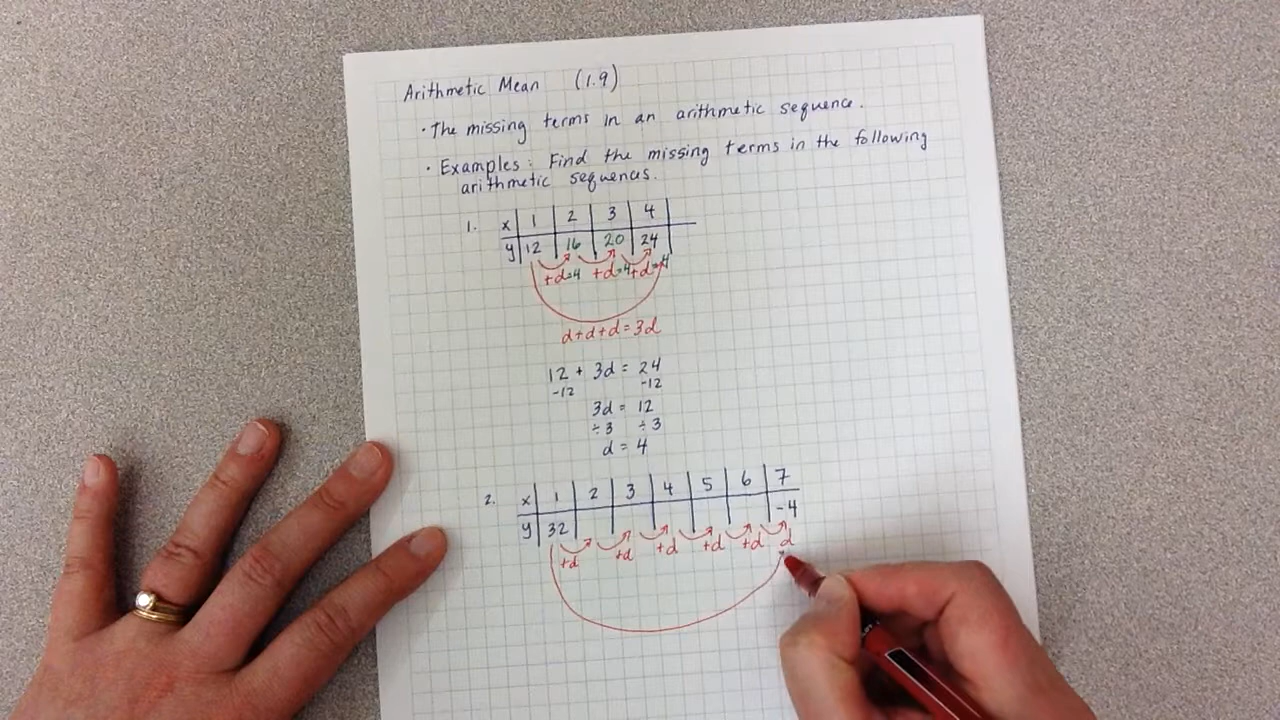 Arithmetic Mean (1.9)
· The missing terms in an arithmetic sequence.
· Examples: Find the missing terms in the following
arithmetic sequences.
1. x 1 2 3 4
y 12 16 20 24
+d=4 +d=4 +d=4
d+d+d=3d
12 + 3d = 24
-12 -12
3d = 12
÷3 ÷3
d = 4
2. x 1 2 3 4 5 6 7
y 32 -4
+d +d +d +d +d d